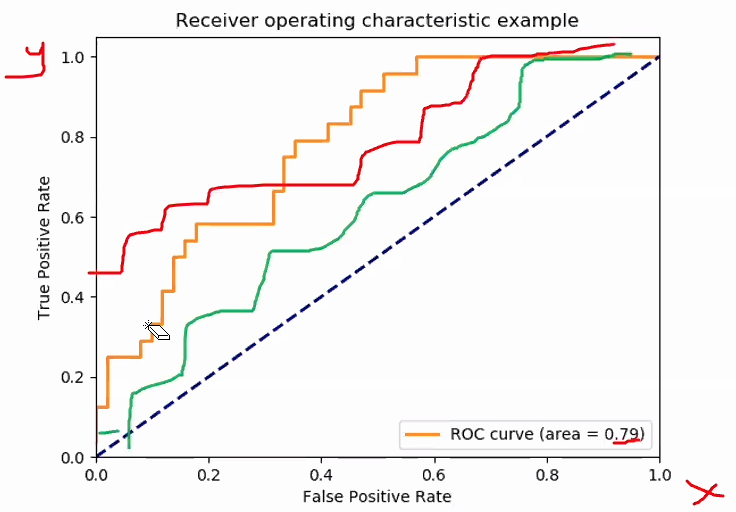 Receiver operating characteristic example
y
1.0
0.8
0.6
0.4
0.2
0.0
True Positive Rate
ROC curve (area = 0.79)
0.0 0.2 0.4 0.6 0.8 1.0
False Positive Rate
x